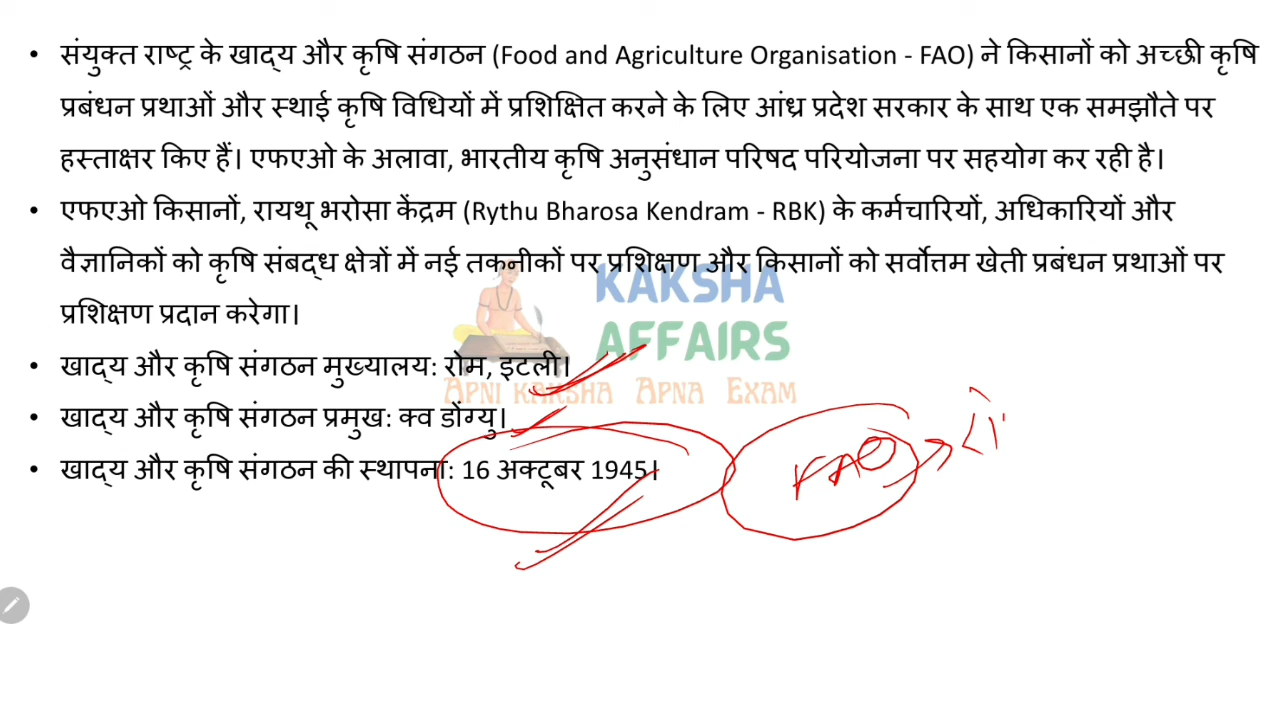 • संयुक्त राष्ट्र के खाद्य और कृषि संगठन (Food and Agriculture Organisation - FAO) ने किसानों को अच्छी कृषि
प्रबंधन प्रथाओं और स्थाई कृषि विधियों में प्रशिक्षित करने के लिए आंध्र प्रदेश सरकार के साथ एक समझौते पर
हस्ताक्षर किए हैं। एफएओ के अलावा, भारतीय कृषि अनुसंधान परिषद परियोजना पर सहयोग कर रही है।
• एफएओ किसानों, रायथू भरोसा केंद्रम (Rythu Bharosa Kendram - RBK) के कर्मचारियों, अधिकारियों और
वैज्ञानिकों को कृषि संबद्ध क्षेत्रों में नई तकनीकों पर प्रशिक्षण और किसानों को सर्वोत्तम खेती प्रबंधन प्रथाओं पर
प्रशिक्षण प्रदान करेगा।
KAKSHA
AFFAIRS
APNI KAKSHA APNA EXAM
• खाद्य और कृषि संगठन मुख्यालय: रोम, इटली।
• खाद्य और कृषि संगठन प्रमुख: क्व डोंग्यु।
• खाद्य और कृषि संगठन की स्थापना: 16 अक्टूबर 1945।
FAO